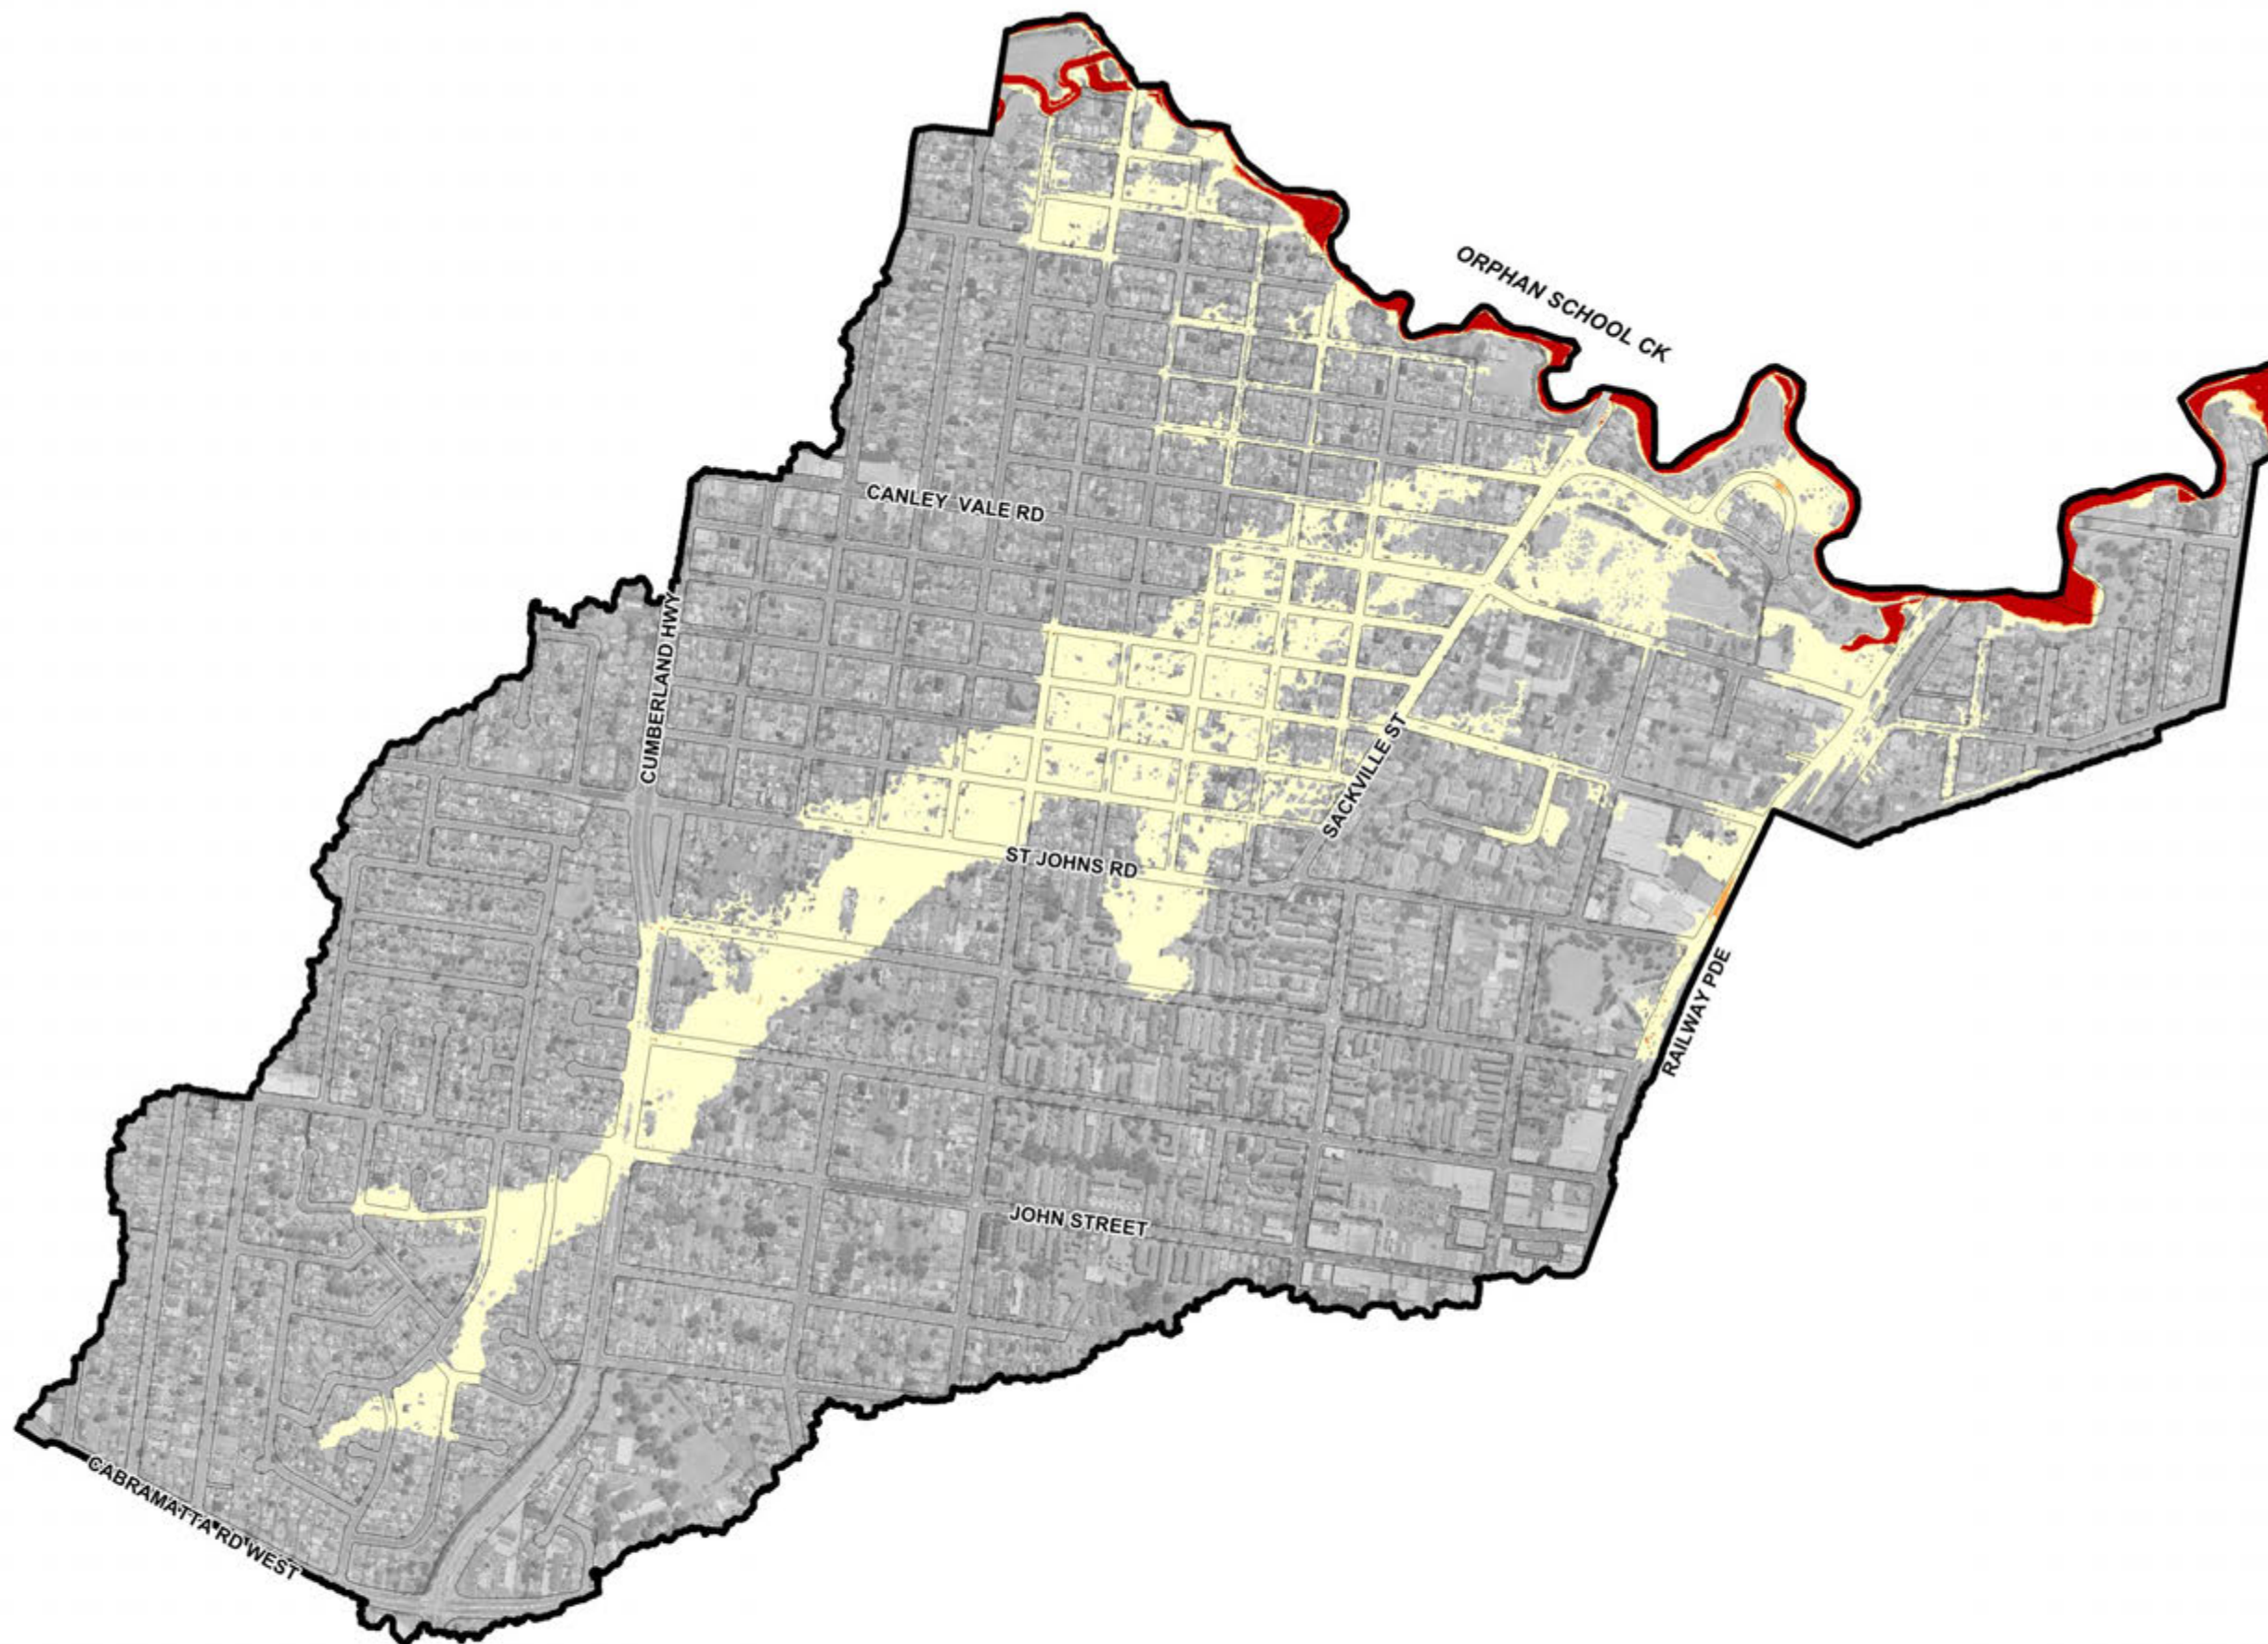 ORPHAN SCHOOL CK
CANLEY VALE RD
CUMBERLAND HWY
SACKVILLE ST
ST JOHNS RD
RAILWAY PDE
JOHN STREET
CABRAMATTA RD WEST